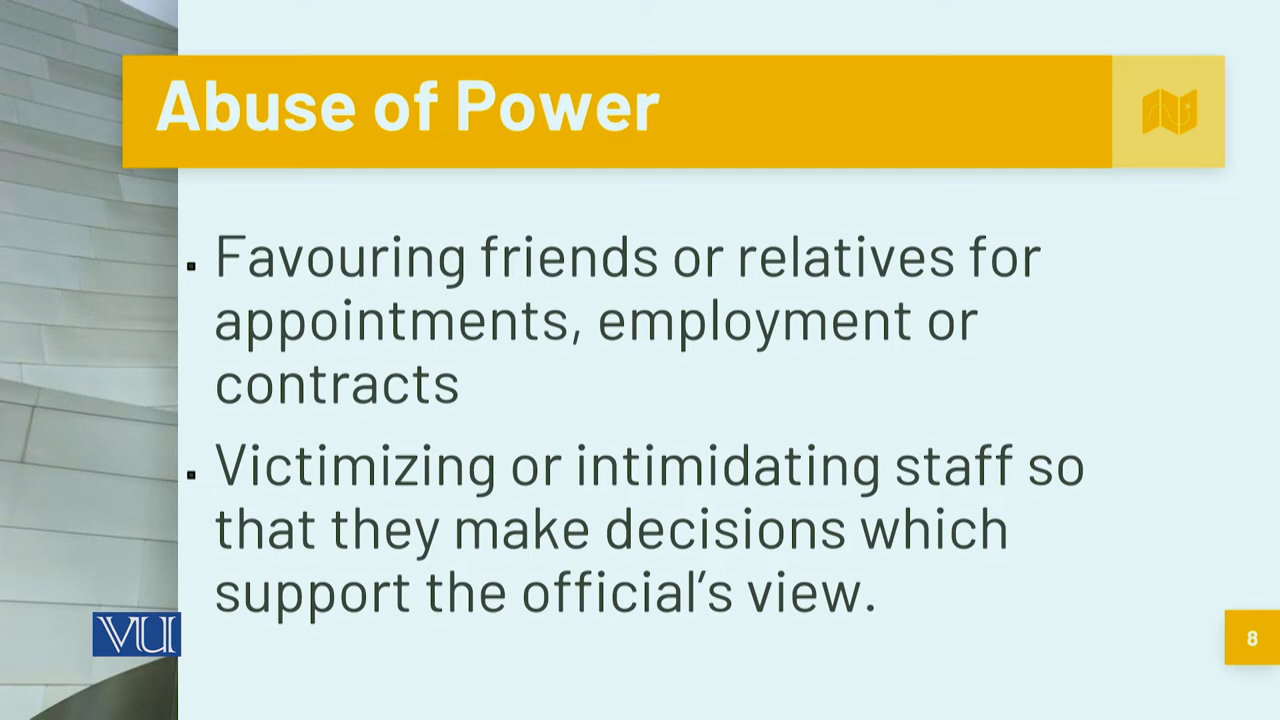 Abuse of Power
▪ Favouring friends or relatives for
appointments, employment or
contracts
▪ Victimizing or intimidating staff so
that they make decisions which
support the official’s view.
VU
8